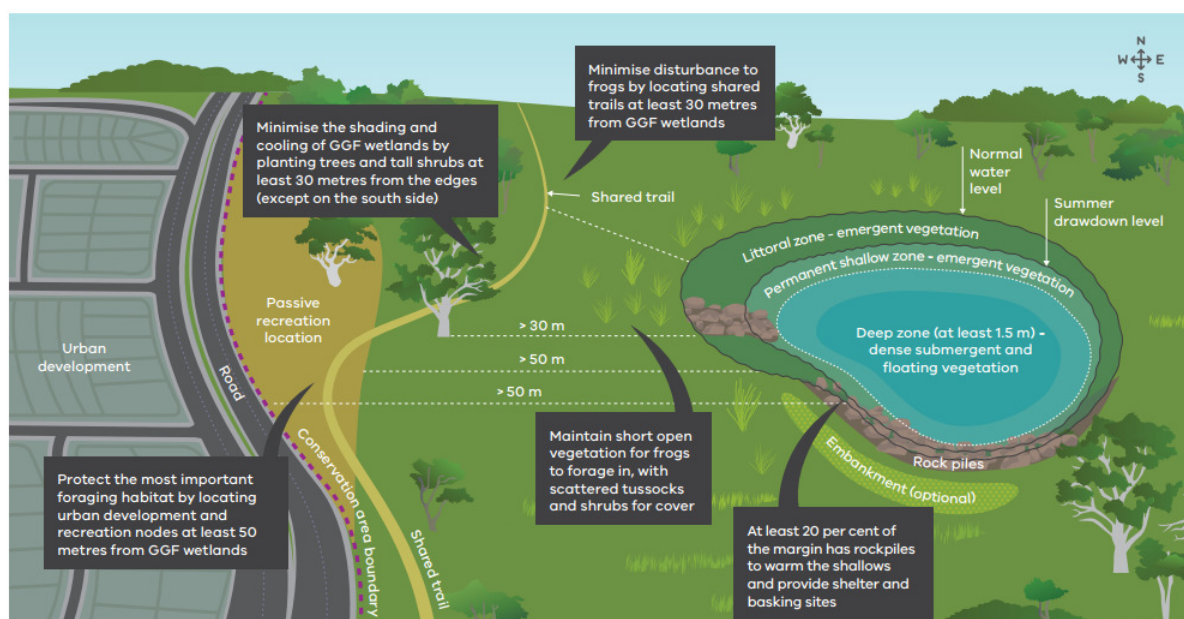 N
W E
S
Minimise disturbance to
frogs by locating shared
trails at least 30 metres
from GGF wetlands
Minimise the shading and
cooling of GGF wetlands by
planting trees and tall shrubs at
least 30 metres from the edges
(except on the south side)
Normal
water
level
Shared trail
Summer
drawdown level
Littoral zone - emergent vegetation
Permanent shallow zone - emergent vegetation
Passive
recreation
location
> 30 m
Deep zone (at least 1.5 m) -
dense submergent and
floating vegetation
Urban
development
> 50 m
Road
> 50 m
Maintain short open
vegetation for frogs
to forage in, with
scattered tussocks
and shrubs for cover
Rock piles
Embankment (optional)
Protect the most important
foraging habitat by locating
urban development and
recreation nodes at least 50
metres from GGF wetlands
Conservation area boundary
Shared trail
At least 20 per cent of
the margin has rockpiles
to warm the shallows
and provide shelter and
basking sites